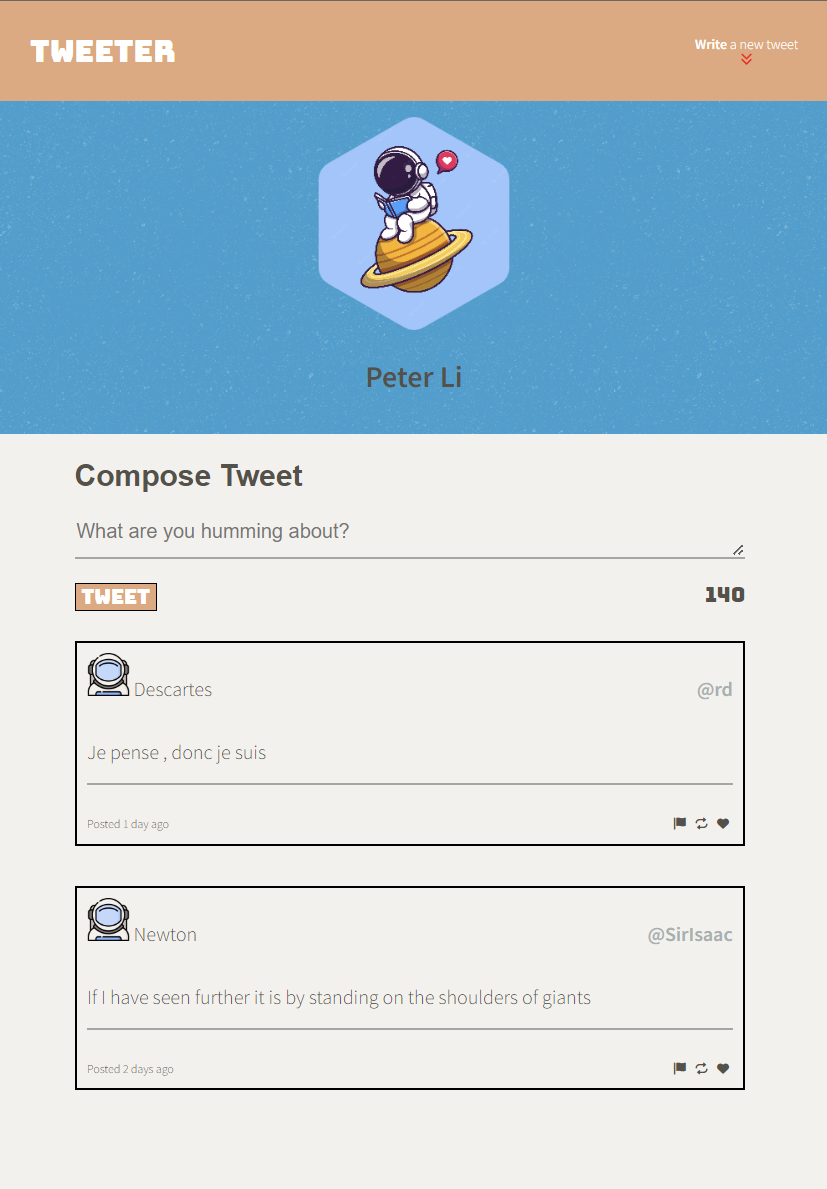 TWEETER
Write a new tweet
Peter Li
Compose Tweet
What are you humming about?
TWEET
140
Descartes
@rd
Je pense , donc je suis
Posted 1 day ago
Newton
@SirIsaac
If I have seen further it is by standing on the shoulders of giants
Posted 2 days ago